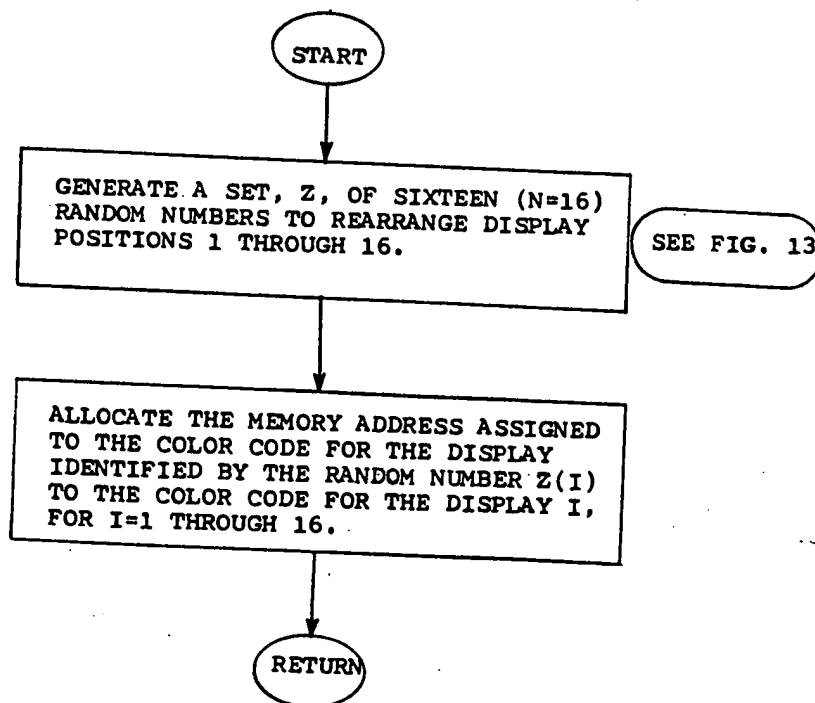 START
GENERATE A SET, Z, OF SIXTEEN (N=16)
RANDOM NUMBERS TO REARRANGE DISPLAY
POSITIONS 1 THROUGH 16.
SEE FIG. 13
ALLOCATE THE MEMORY ADDRESS ASSIGNED
TO THE COLOR CODE FOR THE DISPLAY
IDENTIFIED BY THE RANDOM NUMBER Z(I)
TO THE COLOR CODE FOR THE DISPLAY I,
FOR I=1 THROUGH 16.
RETURN